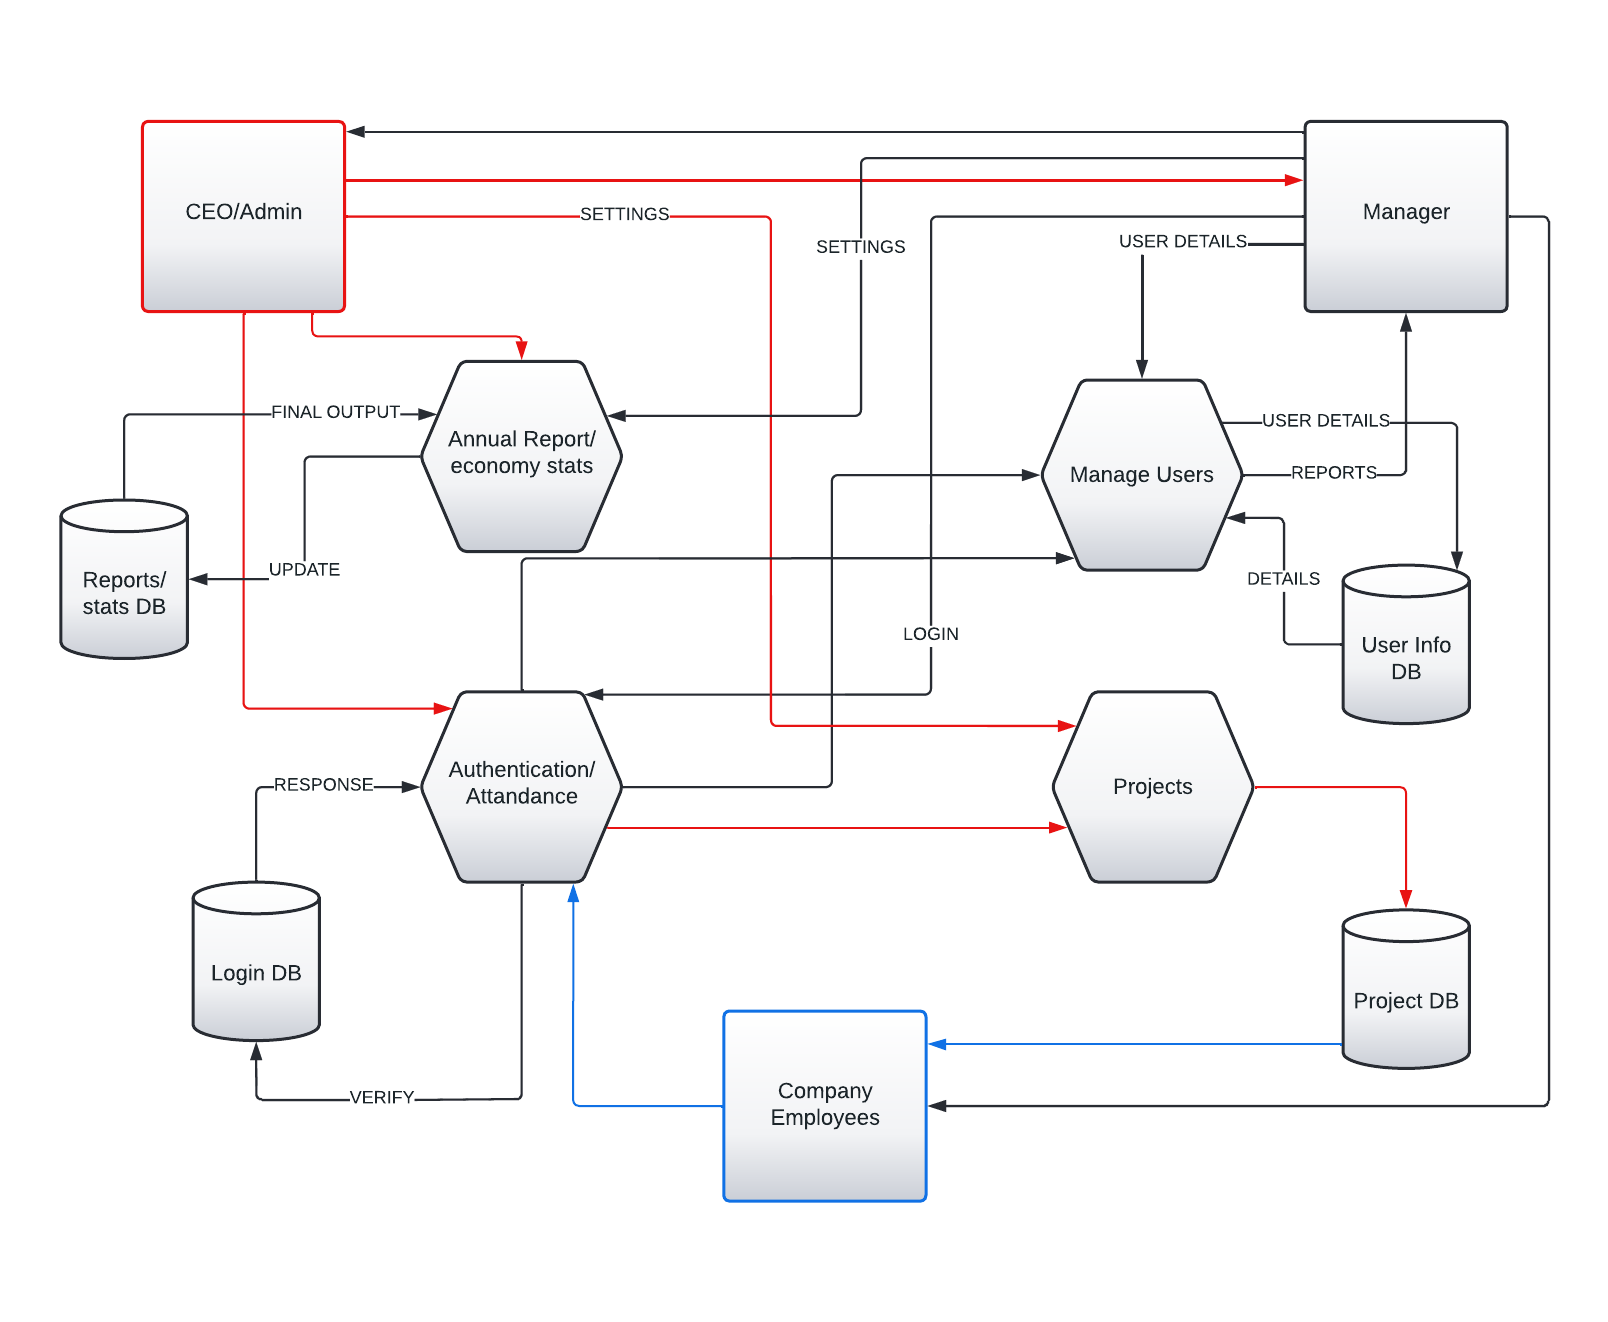 CEO/Admin
Manager
SETTINGS
SETTINGS
USER DETAILS
FINAL OUTPUT
Annual Report/
economy stats
USER DETAILS
Manage Users
REPORTS
UPDATE
Reports/
stats DB
DETAILS
LOGIN
User Info
DB
Authentication/
Attandance
RESPONSE
Projects
Login DB
Project DB
VERIFY
Company
Employees